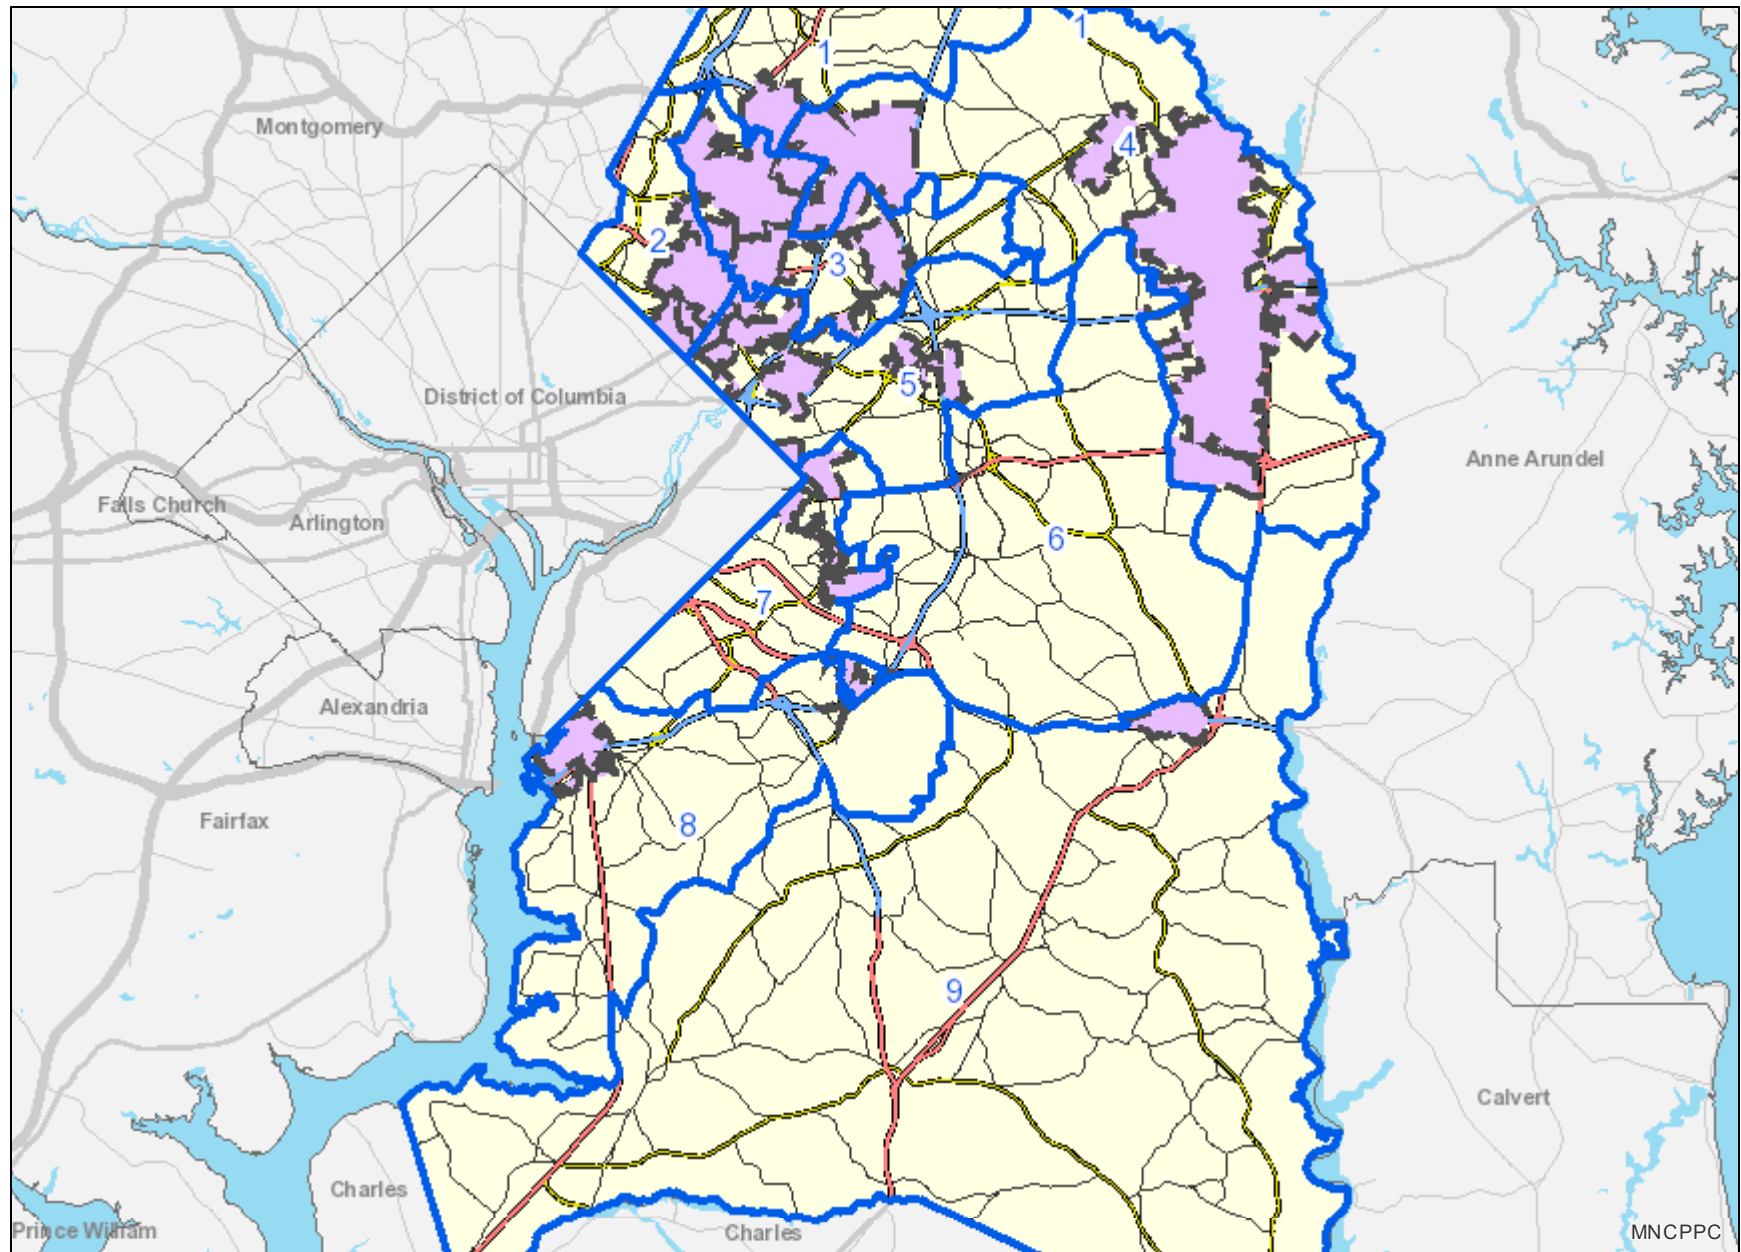 1
1
Montgomery
4
2
3
District of Columbia
5
Anne Arundel
Falls Church
Arlington
6
7
Alexandria
Fairfax
8
9
Calvert
Charles
Prince William
Charles
MNCPPC